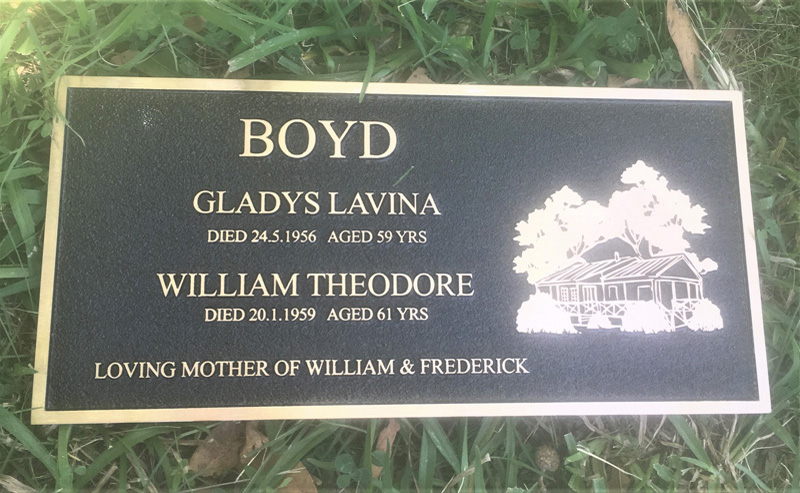 BOYD
GLADYS LAVINA
DIED 24.5.1956 AGED 59 YRS
WILLIAM THEODORE
DIED 20.1.1959 AGED 61 YRS
LOVING MOTHER OF WILLIAM & FREDERICK